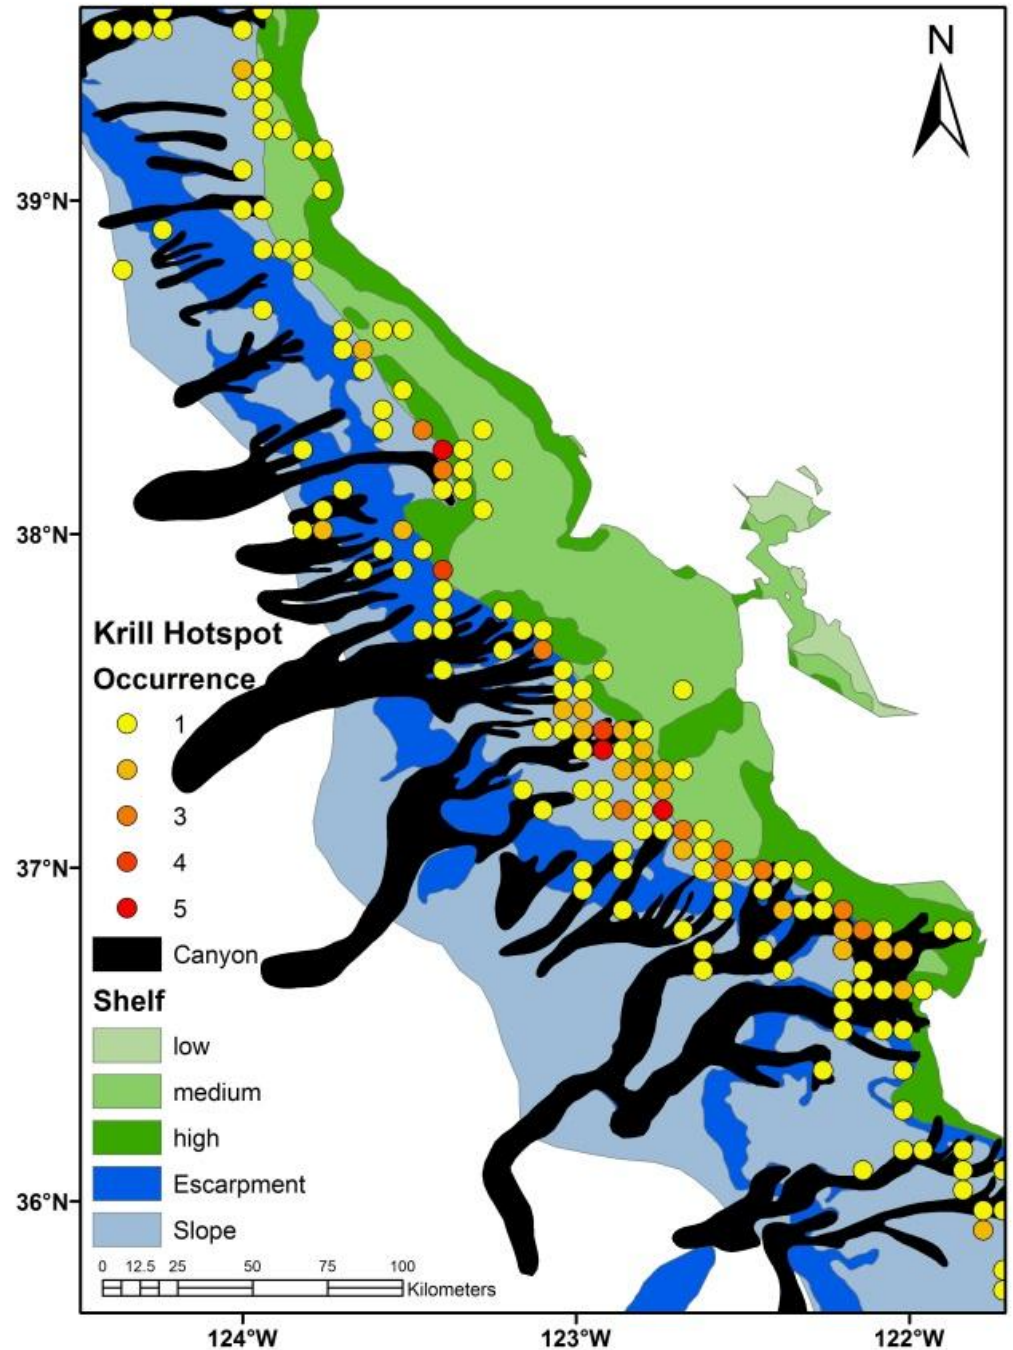 N
39°N
38°N
37°N
36°N
Krill Hotspot
Occurrence
1
3
4
5
Canyon
Shelf
low
medium
high
Escarpment
Slope
0 12.5 25 50 75 100
Kilometers
124°W 123°W 122°W